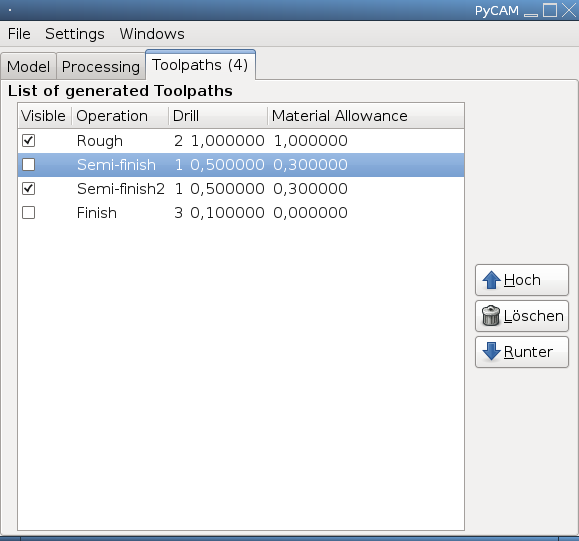 PyCAM
File Settings Windows
Model Processing Toolpaths (4)
List of generated Toolpaths
Visible Operation Drill Material Allowance
Rough 2 1,000000 1,000000
Semi-finish 1 0,500000 0,300000
Semi-finish2 1 0,500000 0,300000
Finish 3 0,100000 0,000000
Hoch
Löschen
Runter